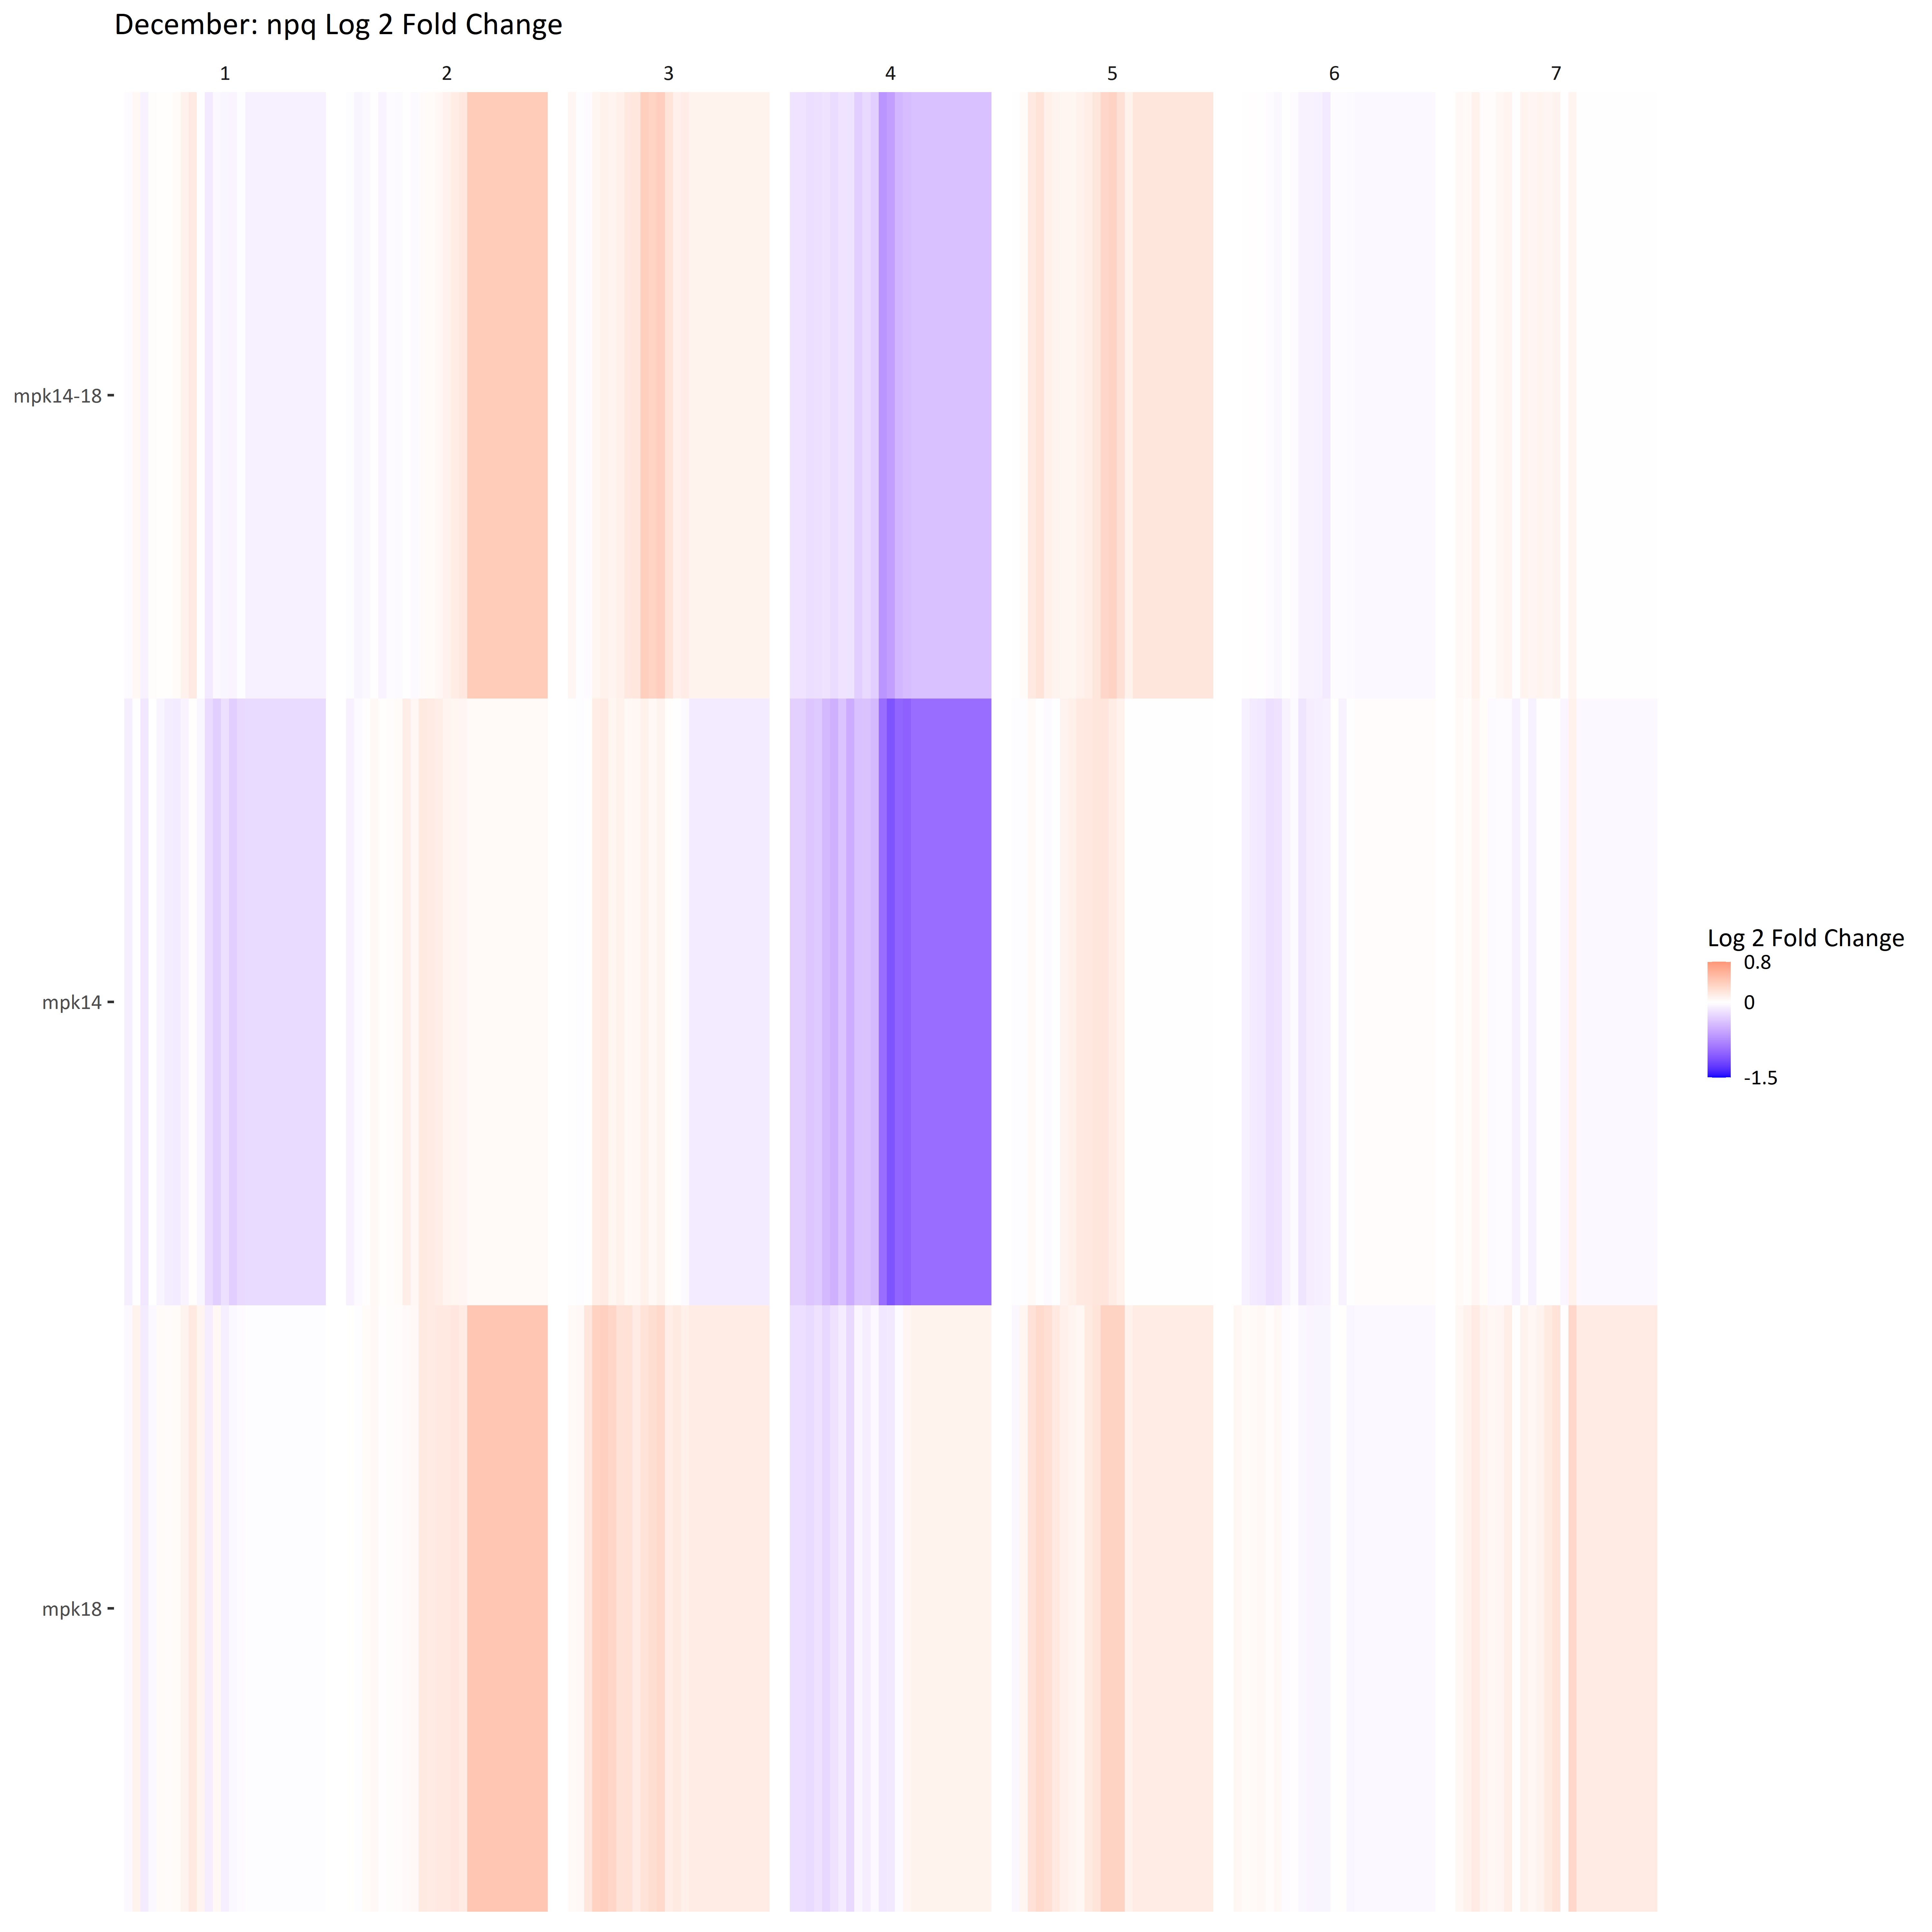 December: npq Log 2 Fold Change
1 2 3 4 5 6 7
mpk14-18
mpk14
mpk18
Log 2 Fold Change
0.8
0
-1.5